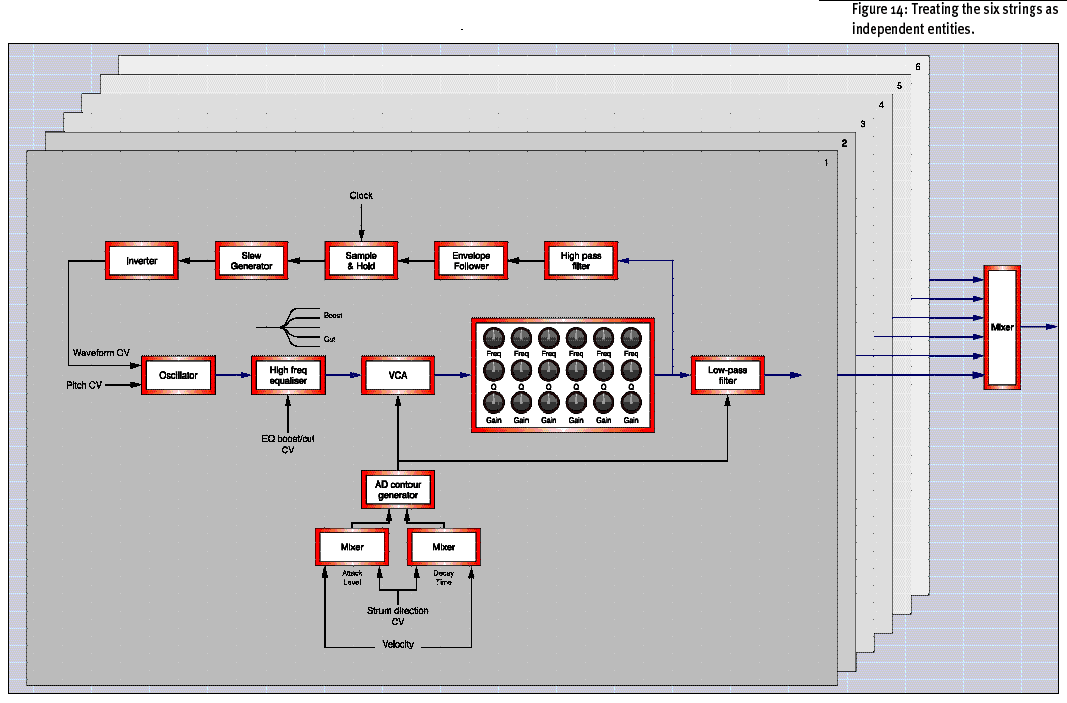 Figure 14: Treating the six strings as
independent entities.
6
5
4
3
2
1
Clock
Inverter
Slew
Generator
Sample
& Hold
Envelope
Follower
High pass
filter
Boost
Cut
Waveform CV
Pitch CV
Oscillator
High freq
equaliser
VCA
Freq Freq Freq Freq Freq Freq
Q Q Q Q Q Q
Gain Gain Gain Gain Gain Gain
Low-pass
filter
Mixer
EQ boost/cut
CV
AD contour
generator
Mixer
Mixer
Attack
Level
Decay
Time
Strum direction
CV
Velocity